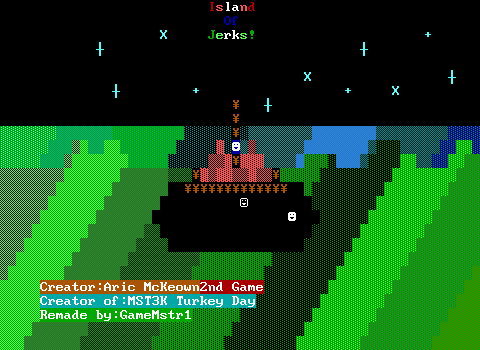 Island
Of
Jerks!
Creator:Aric McKeown2nd Game
Creator of:MST3K Turkey Day
Remade by:GameMstr1